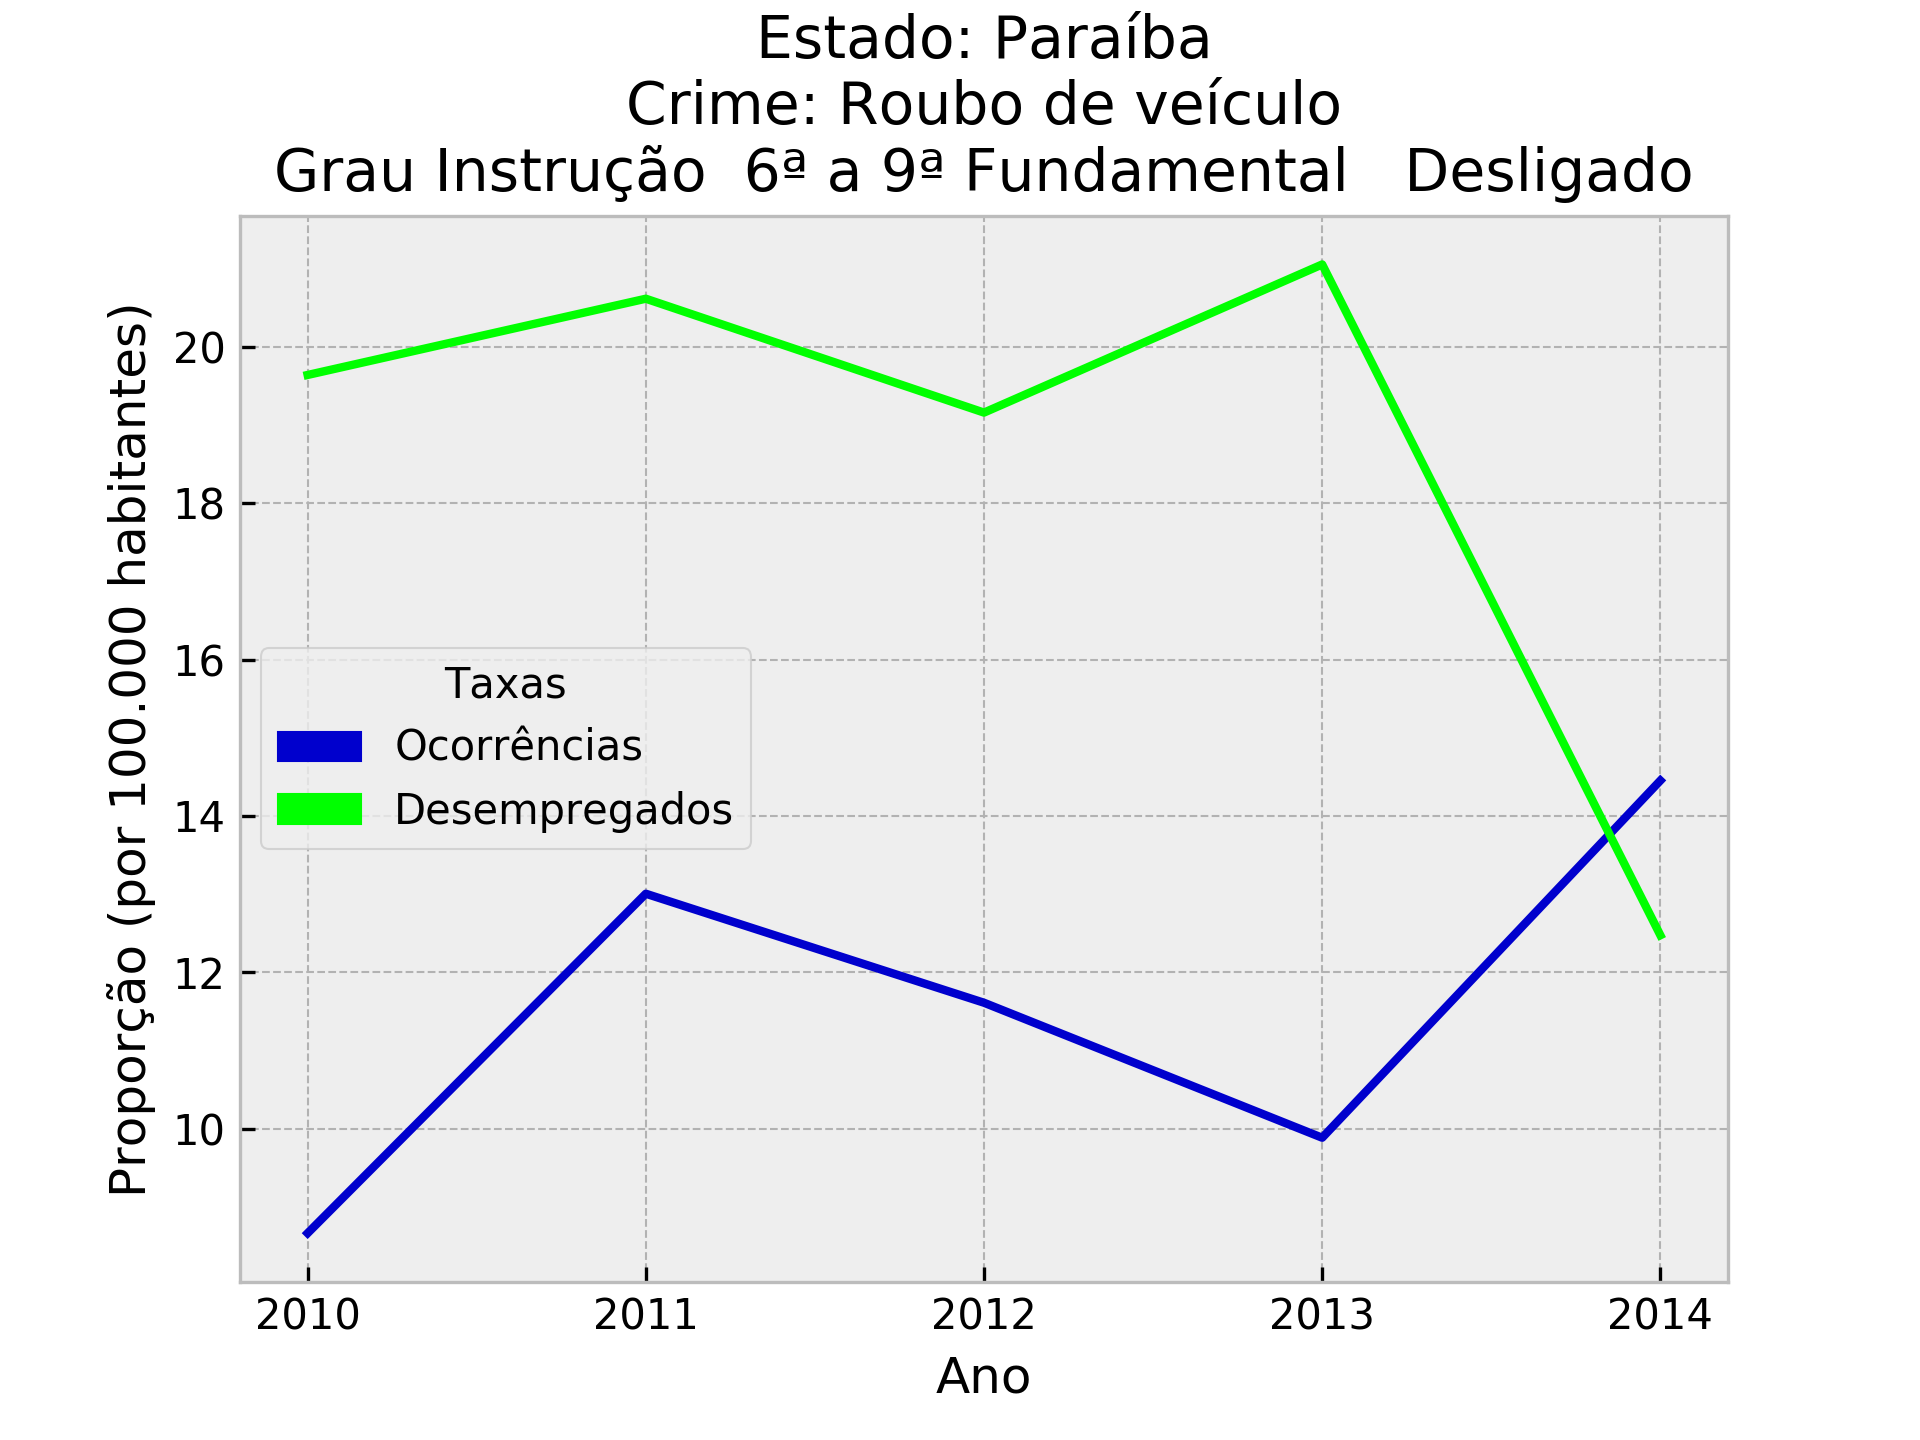 Estado: Paraíba
Crime: Roubo de veículo
Grau Instrução  6ª a 9ª Fundamental   Desligado
Proporção (por 100.000 habitantes)
20
18
16
14
12
10
Taxas
Ocorrências
Desempregados
2010 2011 2012 2013 2014
Ano